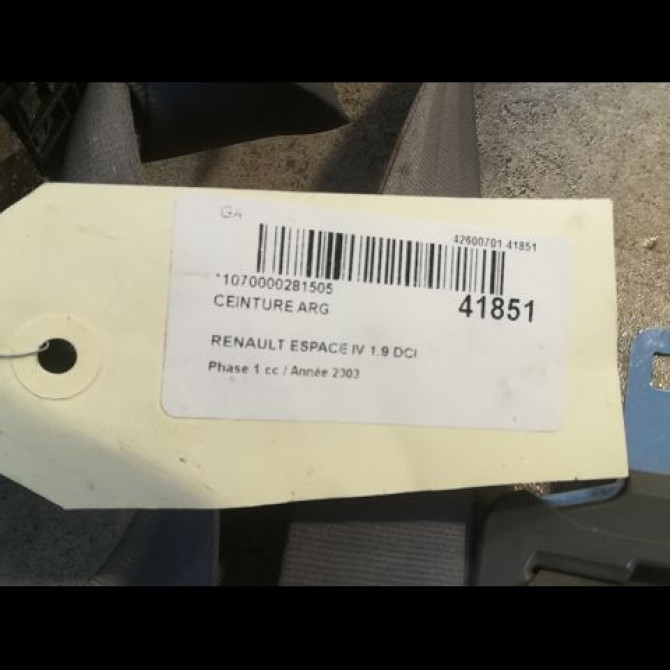 GA
42600701 41851
*1070000281505
CEINTURE ARG
41851
RENAULT ESPACE IV 1.9 DCI
Phase 1 cc / Année 2003